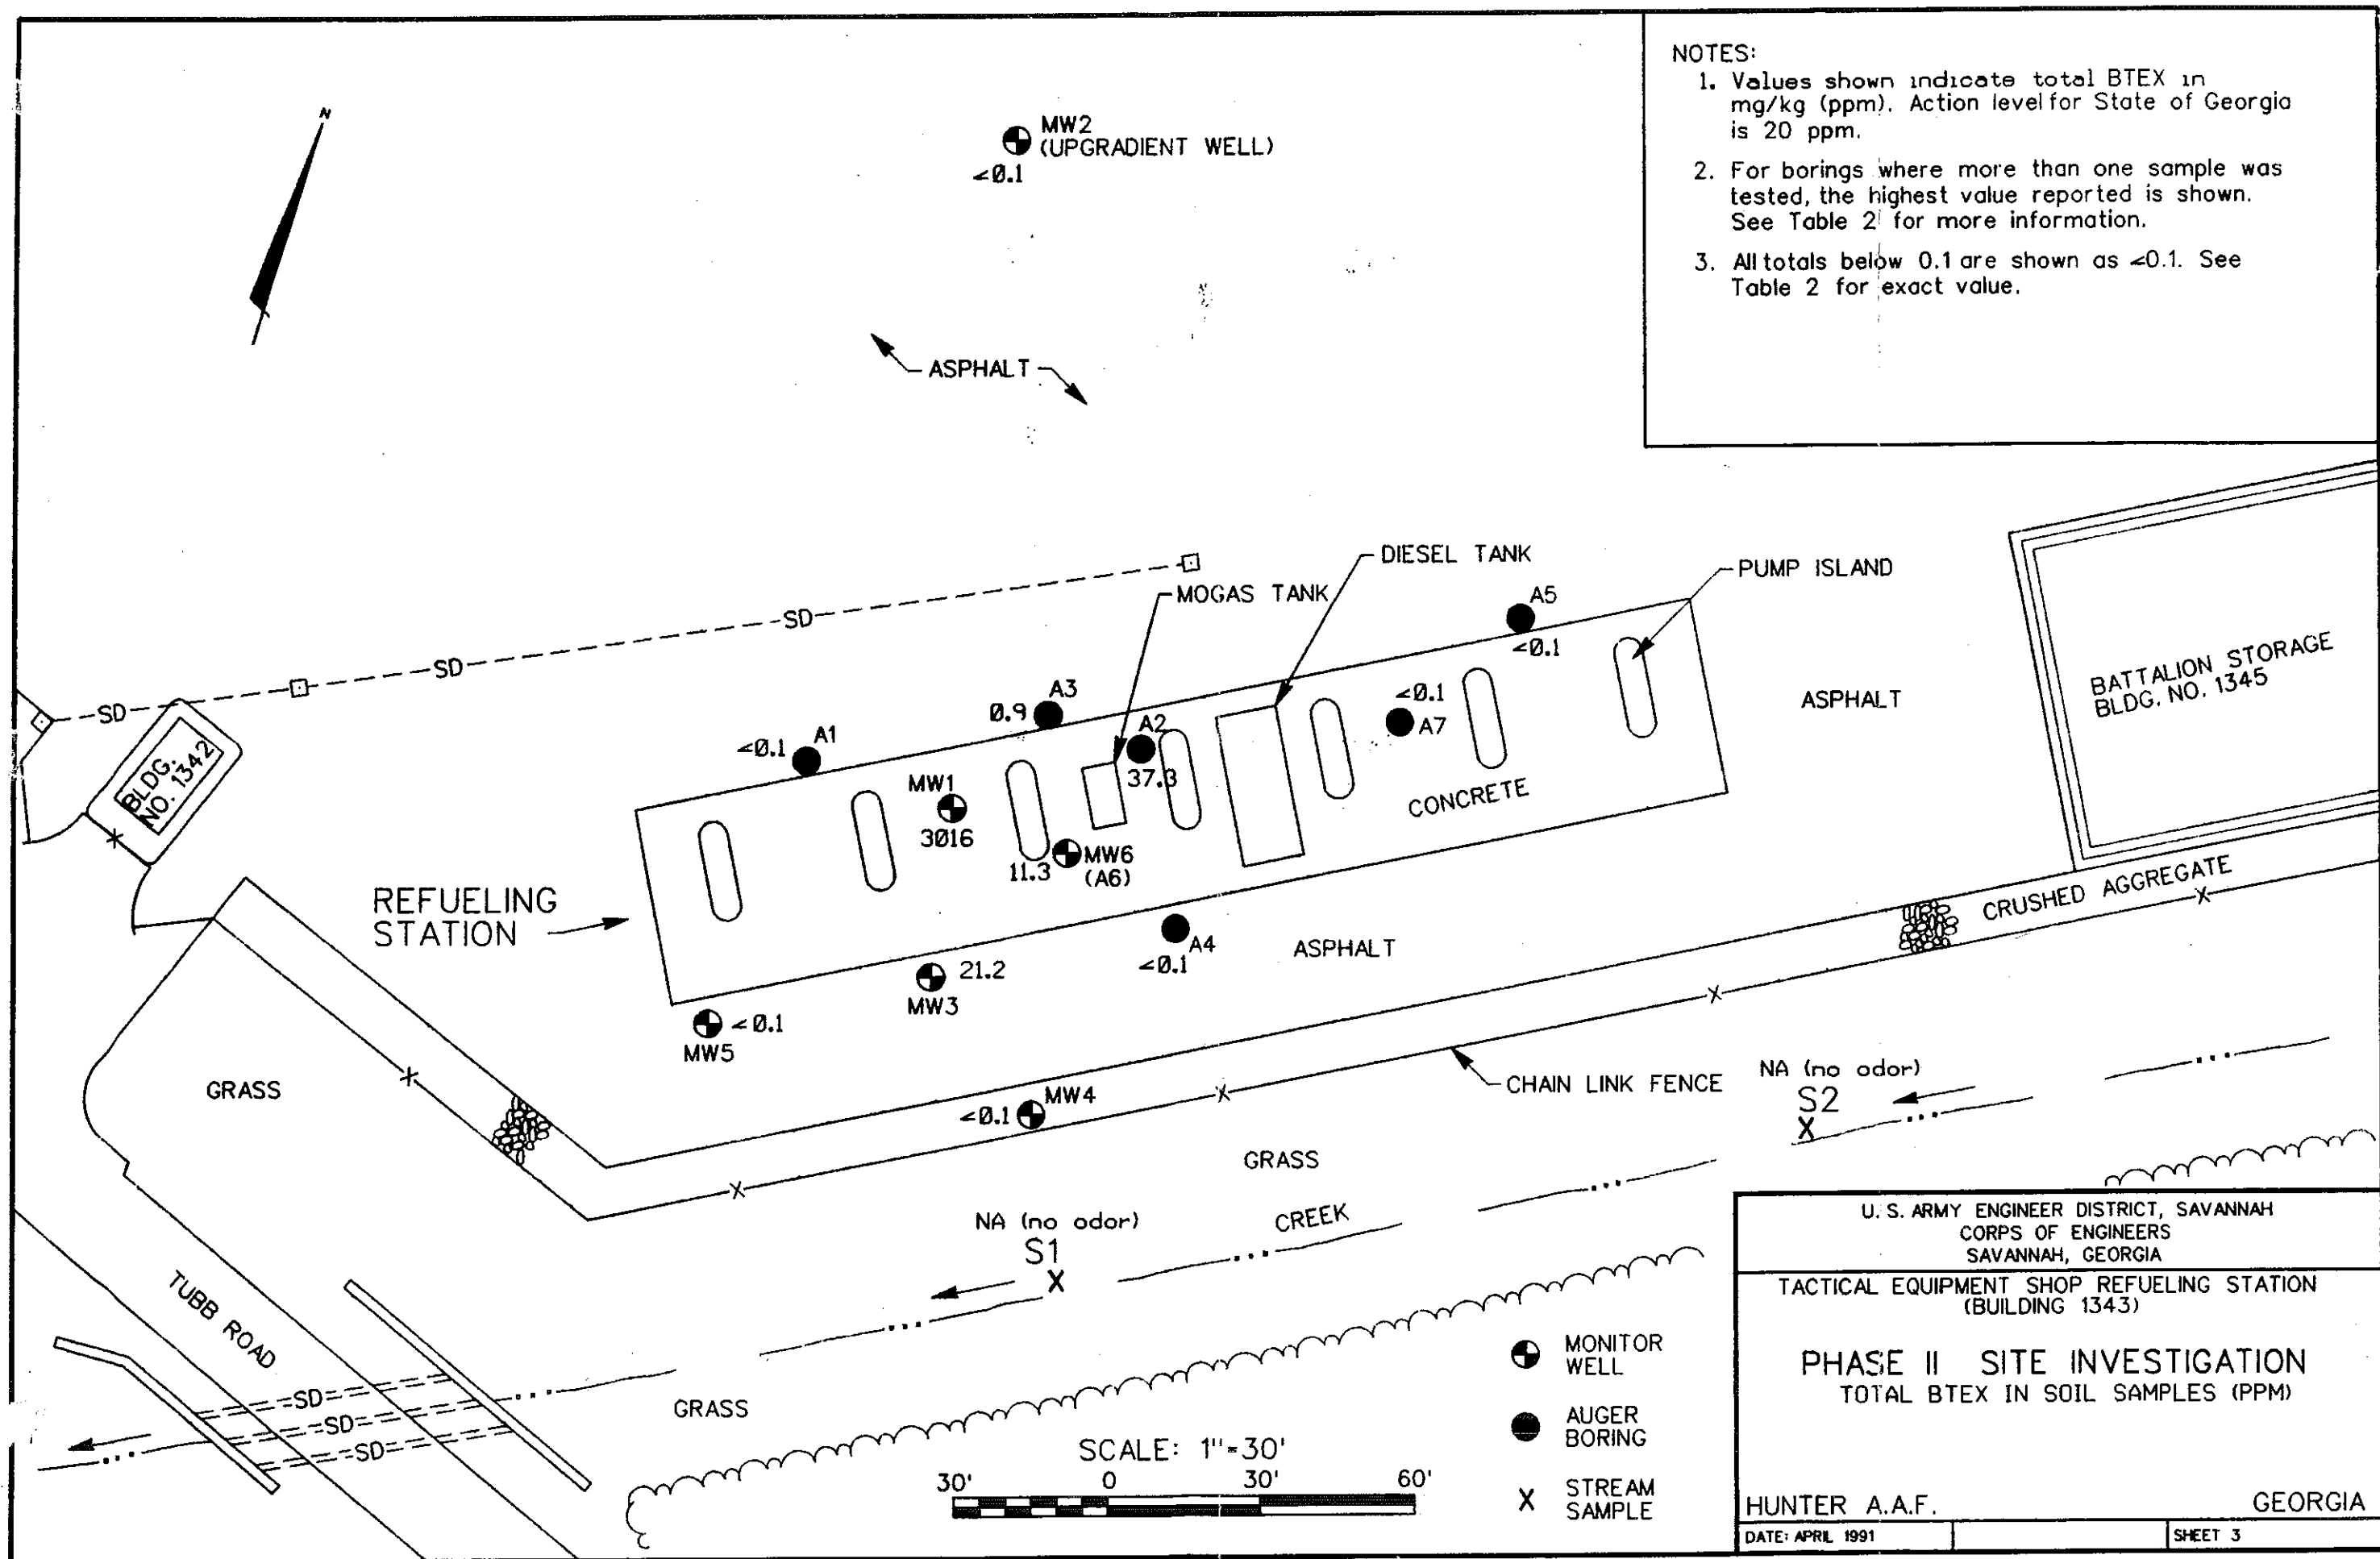 NOTES:
1. Values shown indicate total BTEX in
mg/kg (ppm). Action level for State of Georgia
is 20 ppm.
2. For borings where more than one sample was
tested, the highest value reported is shown.
See Table 2 for more information.
3. All totals below 0.1 are shown as <0.1. See
Table 2 for exact value.
N
MW2
(UPGRADIENT WELL)
<0.1
ASPHALT
DIESEL TANK
PUMP ISLAND
MOGAS TANK
SD
SD
SD
A5
<0.1
BATTALION STORAGE
BLDG. NO. 1345
ASPHALT
A3
0.9
<0.1
A7
A2
37.3
A1
<0.1
BLDG.
NO. 1342
MW1
3016
CONCRETE
MW6
(A6)
11.3
REFUELING
STATION
CRUSHED AGGREGATE
A4
<0.1
ASPHALT
21.2
MW3
<0.1
MW5
GRASS
MW4
<0.1
CHAIN LINK FENCE
NA (no odor)
S2
X
GRASS
NA (no odor)
S1
X
CREEK
TUBB ROAD
SD
SD
SD
GRASS
SCALE: 1"=30'
30' 0 30' 60'
MONITOR
WELL
AUGER
BORING
X STREAM
SAMPLE
U. S. ARMY ENGINEER DISTRICT, SAVANNAH
CORPS OF ENGINEERS
SAVANNAH, GEORGIA
TACTICAL EQUIPMENT SHOP REFUELING STATION
(BUILDING 1343)
PHASE II SITE INVESTIGATION
TOTAL BTEX IN SOIL SAMPLES (PPM)
HUNTER A.A.F. GEORGIA
DATE: APRIL 1991 SHEET 3